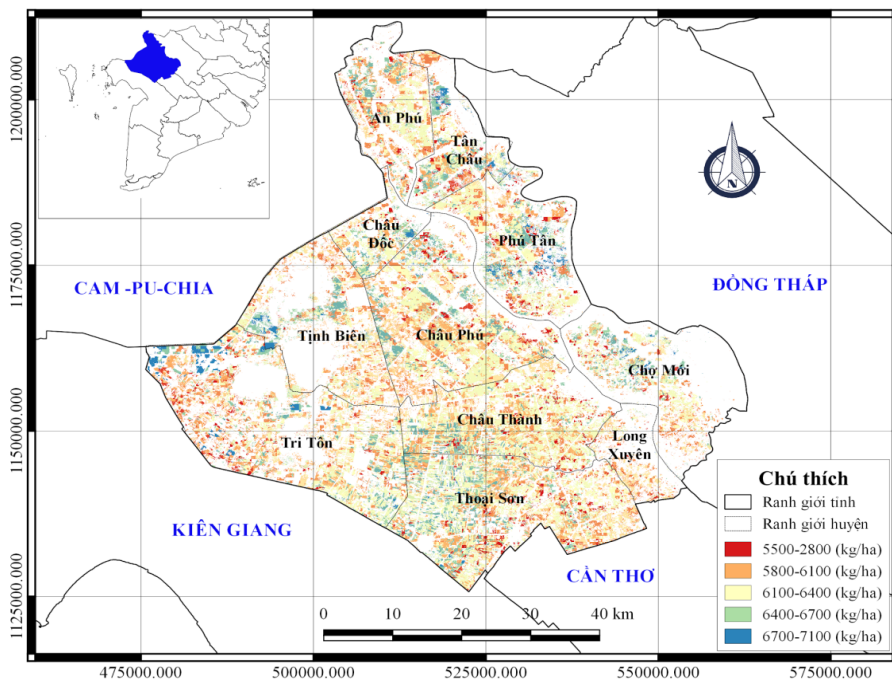 An Phú
Tân
Châu
Châu
Đốc
Phú Tân
CAM -PU-CHIA
ĐỒNG THÁP
Tịnh Biên
Châu Phú
Chợ Mới
Châu Thành
Tri Tôn
Long
Xuyên
Thoại Sơn
KIÊN GIANG
CẦN THƠ
N
Chú thích
Ranh giới tỉnh
Ranh giới huyện
5500-2800 (kg/ha)
5800-6100 (kg/ha)
6100-6400 (kg/ha)
6400-6700 (kg/ha)
6700-7100 (kg/ha)
0 10 20 30 40 km
1200000.000
1175000.000
1150000.000
1125000.000
475000.000 500000.000 525000.000 550000.000 575000.000